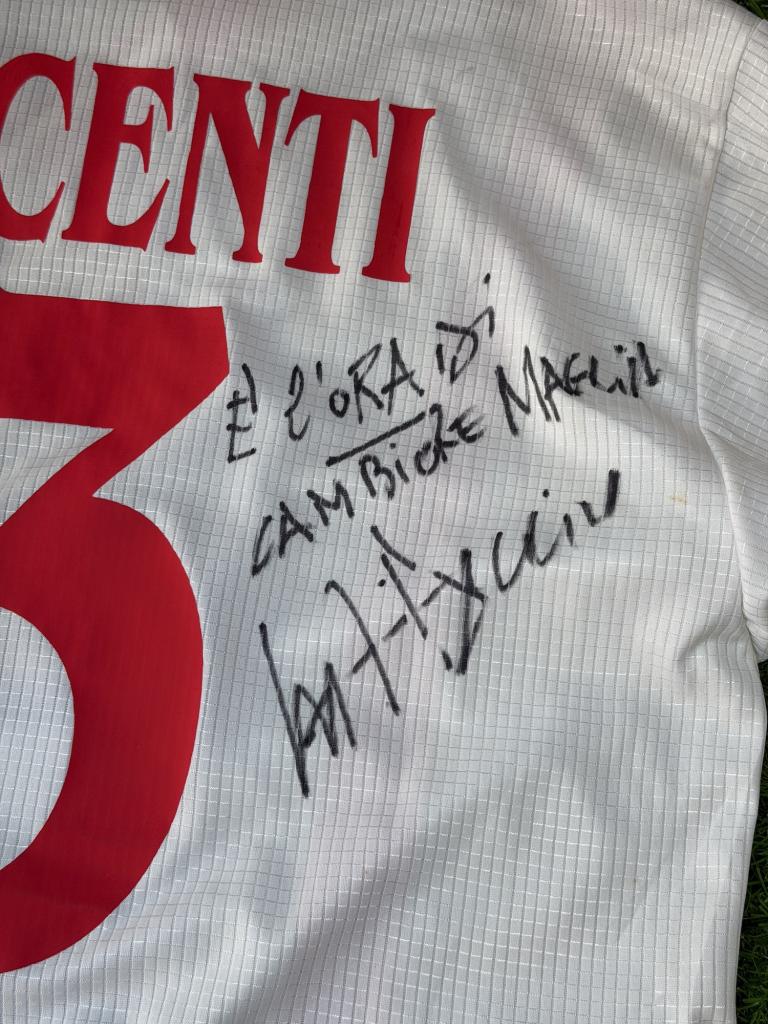 CENTI
3
E' l'ORA DI
CAMBIARE MAGLIA